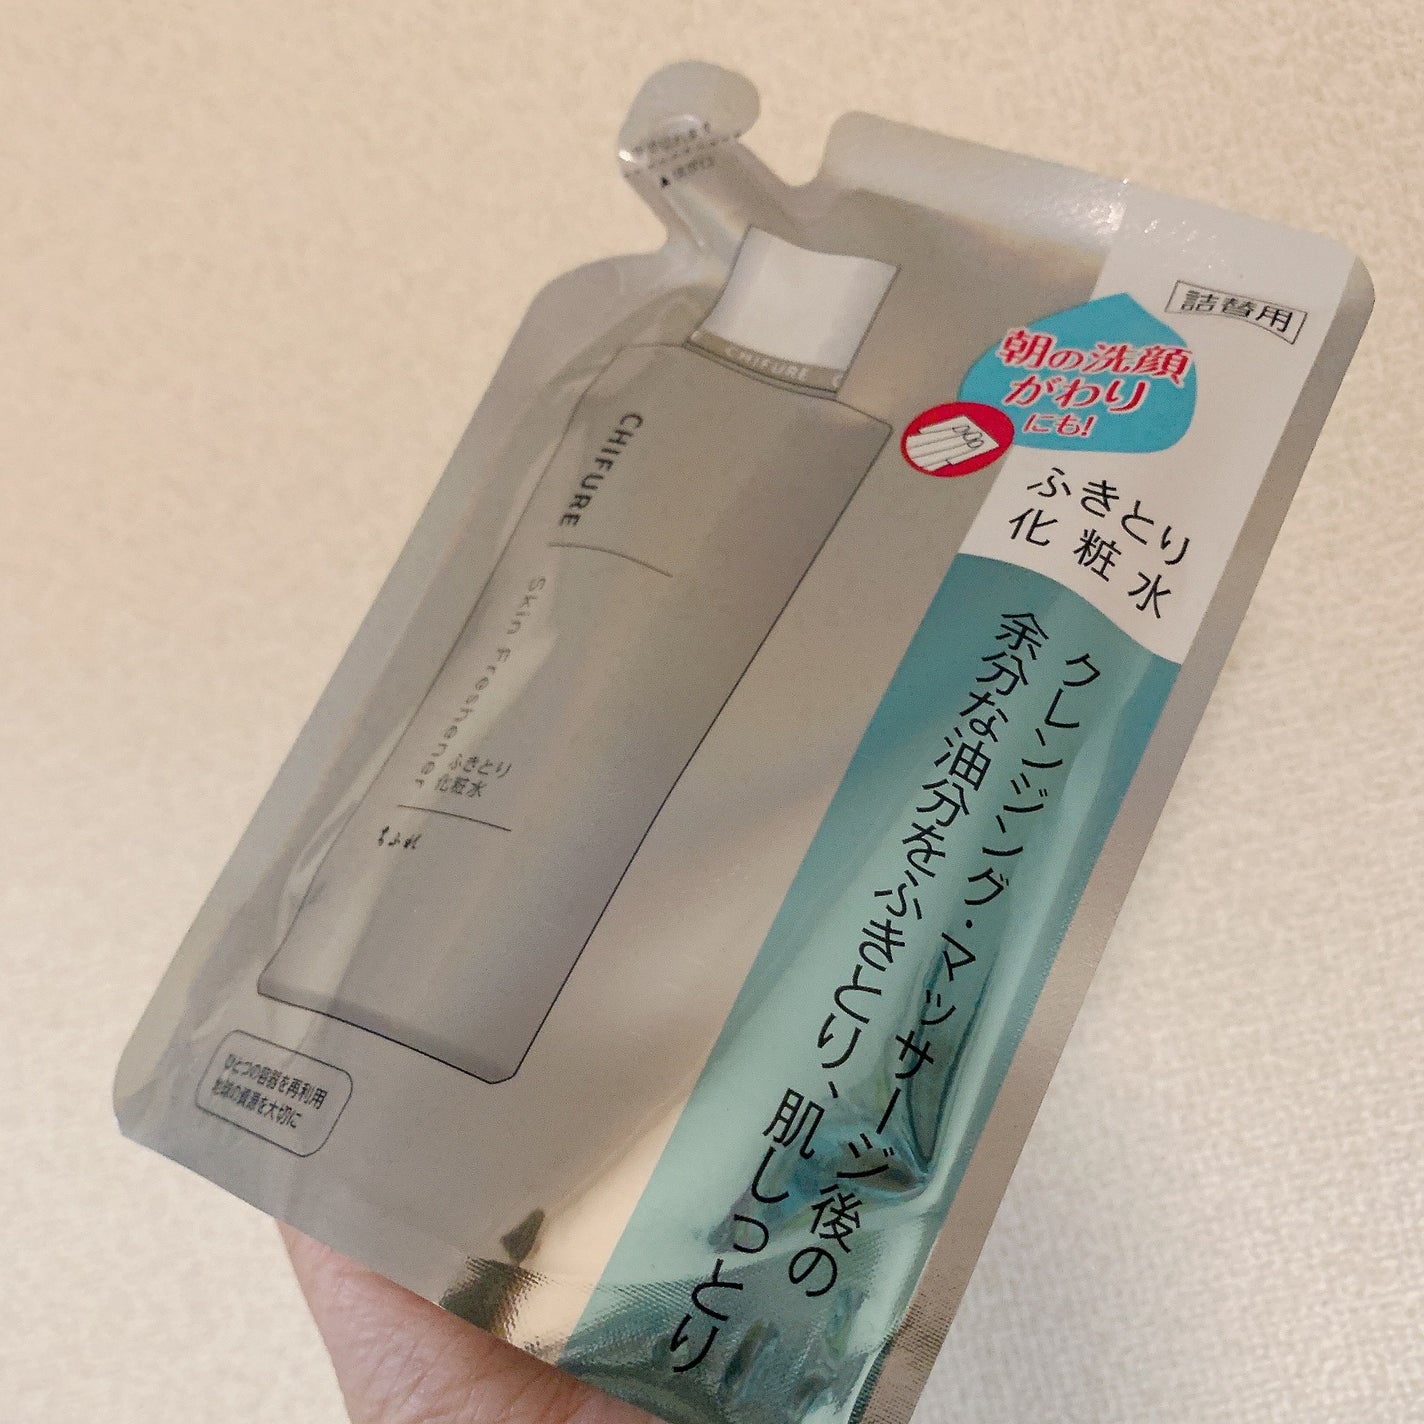 詰替用
朝の洗顔
がわり
にも!
ふきとり
化粧水
クレンジング・マッサージ後の
余分な油分をふきとり、肌しっとり
CHIFURE
CHIFURE
Skin Freshener
ふきとり
化粧水
ちふれ
ひとつの容器を再利用
地球の資源を大切に